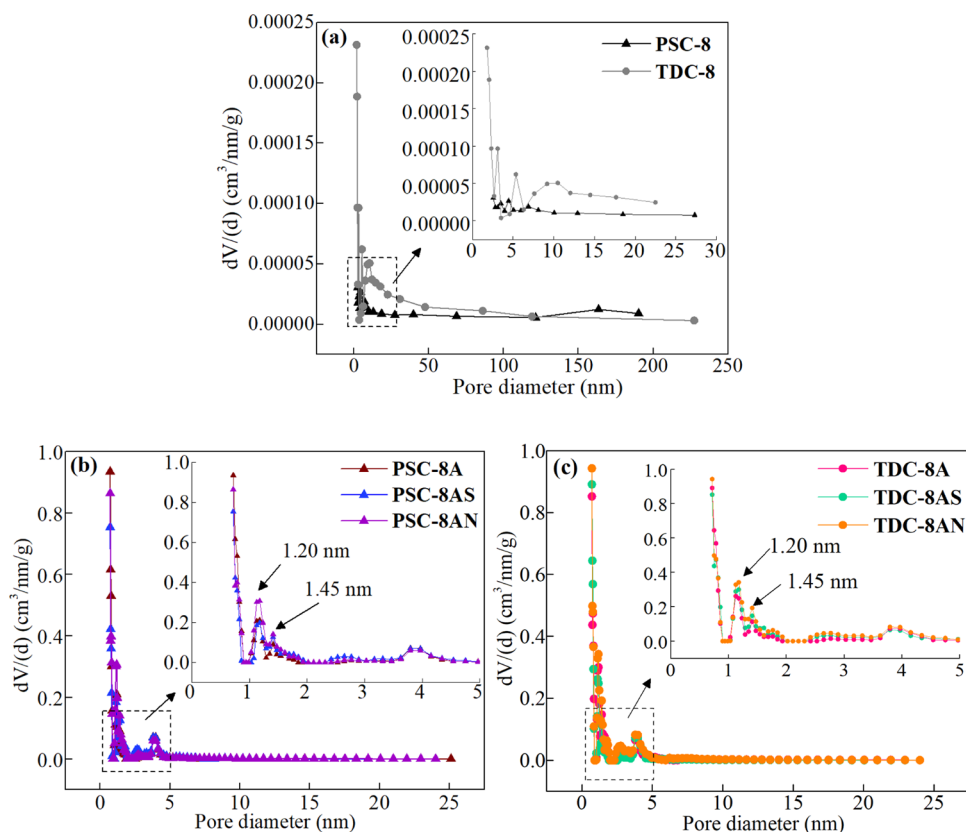 (a)
PSC-8
TDC-8
dV/(d) (cm³/nm/g)
0.00025
0.00020
0.00015
0.00010
0.00005
0.00000
0 50 100 150 200 250
Pore diameter (nm)
0.00025
0.00020
0.00015
0.00010
0.00005
0.00000
0 5 10 15 20 25 30
(b)
PSC-8A
PSC-8AS
PSC-8AN
dV/(d) (cm³/nm/g)
1.0
0.8
0.6
0.4
0.2
0.0
0 5 10 15 20 25
Pore diameter (nm)
1.0
0.8
0.6
0.4
0.2
0.0
0 1 2 3 4 5
1.20 nm
1.45 nm
(c)
TDC-8A
TDC-8AS
TDC-8AN
dV/(d) (cm³/nm/g)
1.0
0.8
0.6
0.4
0.2
0.0
0 5 10 15 20 25
Pore diameter (nm)
1.0
0.8
0.6
0.4
0.2
0.0
0 1 2 3 4 5
1.20 nm
1.45 nm